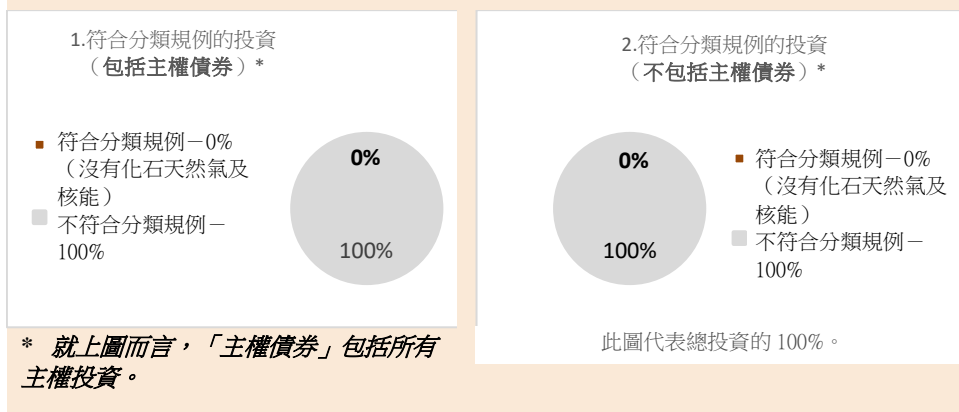 1.符合分類規例的投資
（包括主權債券）*
符合分類規例－0%
（沒有化石天然氣及
核能）
不符合分類規例－
100%
0%
100%
* 就上圖而言，「主權債券」包括所有
主權投資。
2.符合分類規例的投資
（不包括主權債券）*
0%
100%
符合分類規例－0%
（沒有化石天然氣及
核能）
不符合分類規例－
100%
此圖代表總投資的 100%。